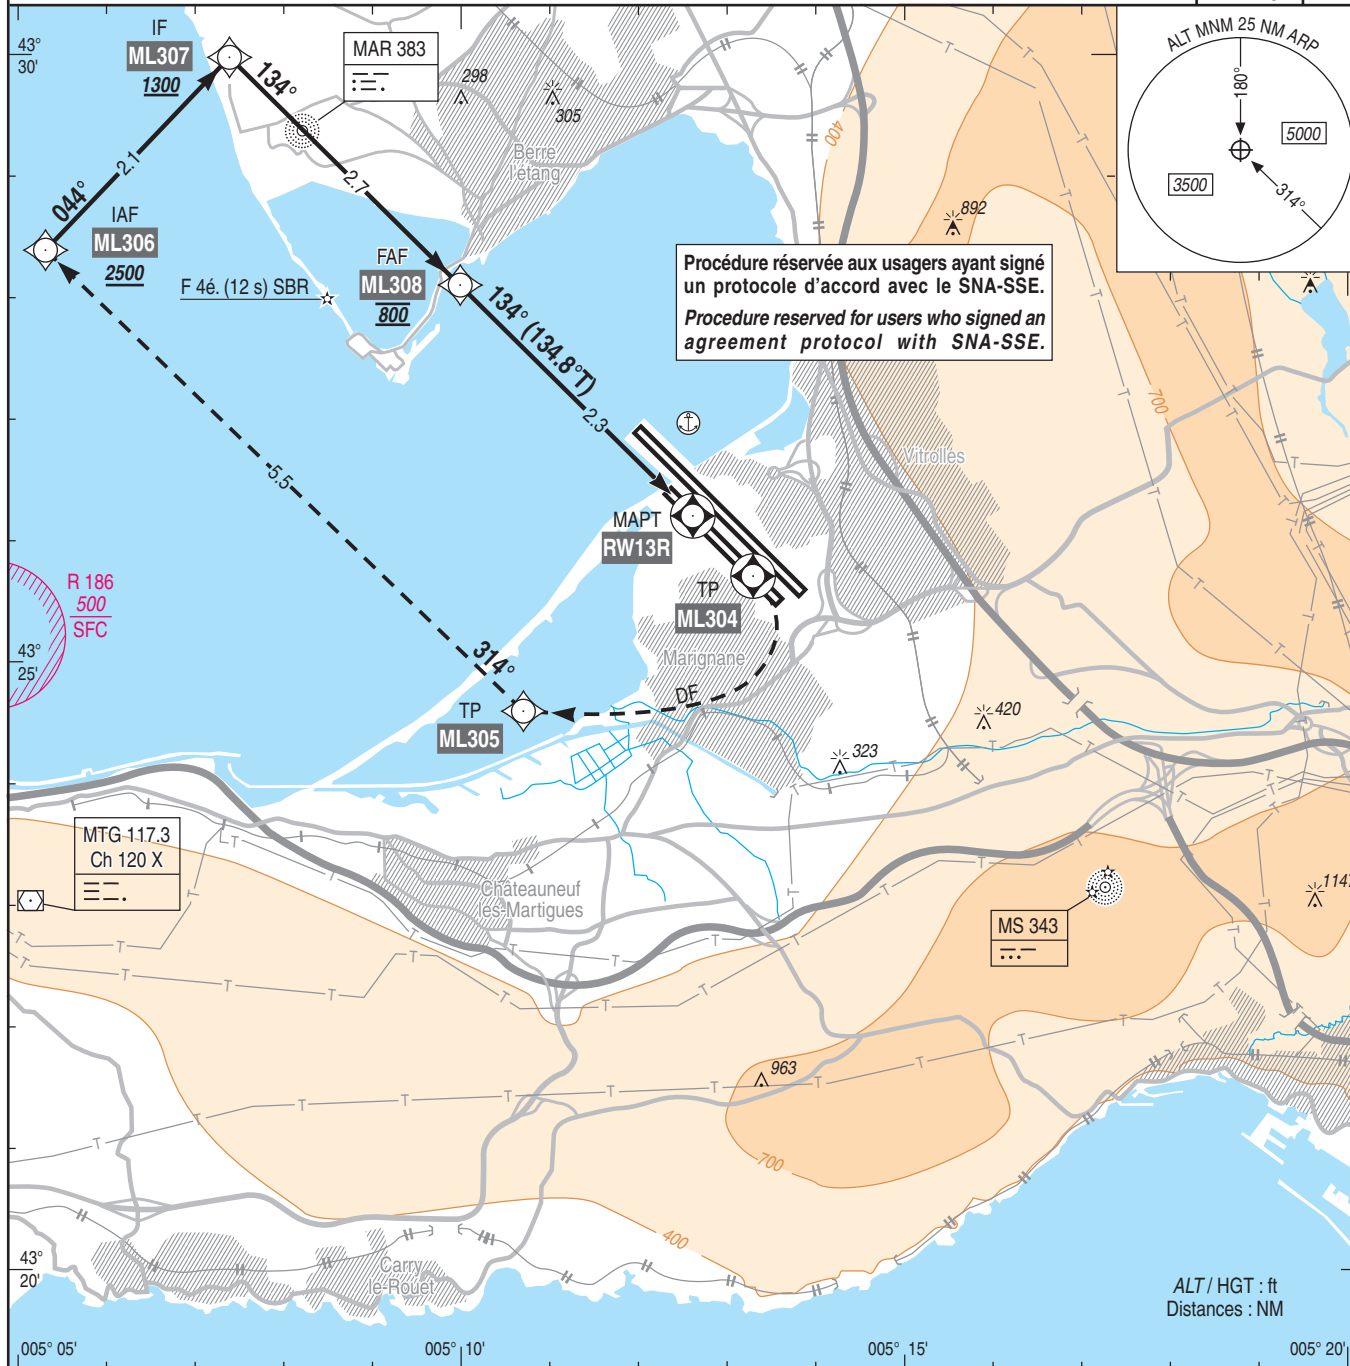 IF
ML307
1300
43°
30'
134°
MAR 383
298
305
Berre
l'étang
400
ALT MNM 25 NM ARP
180°
5000
3500
314°
2.1
2.7
044°
IAF
ML306
2500
FAF
ML308
800
F 4é. (12 s) SBR
892
Procédure réservée aux usagers ayant signé
un protocole d'accord avec le SNA-SSE.
Procedure reserved for users who signed an
agreement protocol with SNA-SSE.
134° (134.8°T)
2.3
700
Vitrolles
5.5
MAPT
RW13R
TP
ML304
R 186
500
SFC
43°
25'
Marignane
314°
DF
TP
ML305
420
323
MTG 117.3
Ch 120 X
Châteauneuf
les-Martigues
1147
MS 343
963
700
400
Carry
le-Rouet
43°
20'
ALT / HGT : ft
Distances : NM
005° 05'
005° 10'
005° 15'
005° 20'
T